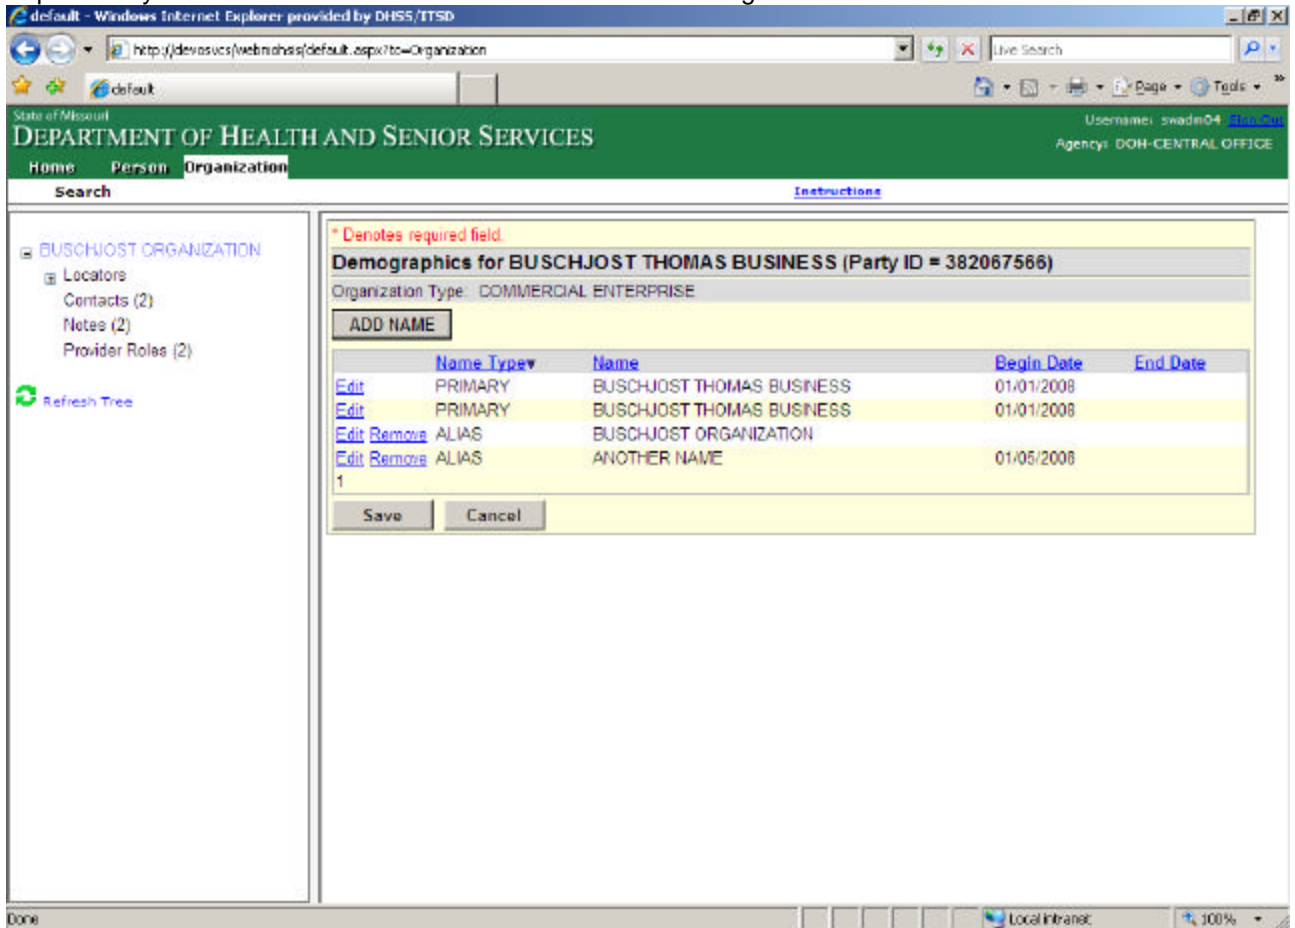 default - Windows Internet Explorer provided by DHSS/ITSD
http://devosvcs/webmohsis/default.aspx?tc=Organization
Live Search
default
Page Tools
State of Missouri
DEPARTMENT OF HEALTH AND SENIOR SERVICES
Username: swadm04 Sign Out
Agency: DOH-CENTRAL OFFICE
Home Person Organization
Search Instructions
BUSCHJOST ORGANIZATION
Locators
Contacts (2)
Notes (2)
Provider Roles (2)
Refresh Tree
* Denotes required field.
Demographics for BUSCHJOST THOMAS BUSINESS (Party ID = 382067566)
Organization Type: COMMERCIAL ENTERPRISE
ADD NAME
Name Type▼ Name Begin Date End Date
Edit PRIMARY BUSCHJOST THOMAS BUSINESS 01/01/2008
Edit PRIMARY BUSCHJOST THOMAS BUSINESS 01/01/2008
Edit Remove ALIAS BUSCHJOST ORGANIZATION
Edit Remove ALIAS ANOTHER NAME 01/05/2008
1
Save Cancel
Done Local intranet 100%